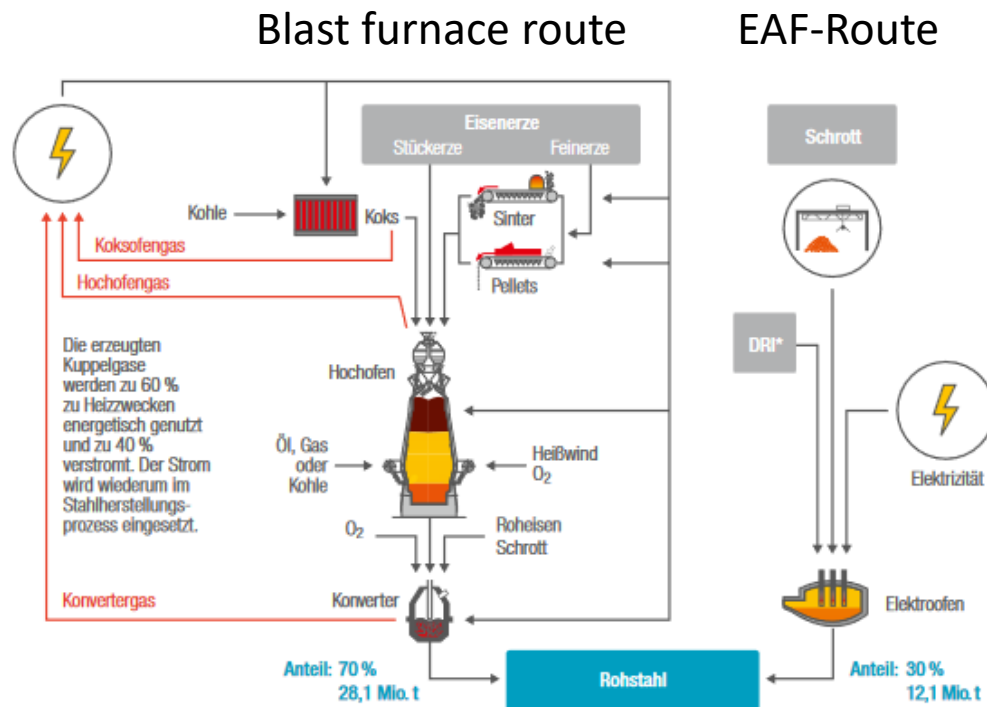 Blast furnace route
EAF-Route
Eisenerze
Stückerze
Feinerze
Schrott
Kohle
Koks
Sinter
Koksofengas
Hochofengas
Pellets
Die erzeugten
Kuppelgase
werden zu 60 %
zu Heizzwecken
energetisch genutzt
und zu 40 %
verstromt. Der Strom
wird wiederum im
Stahlherstellungs-
prozess eingesetzt.
Hochofen
DRI*
Öl, Gas
oder
Kohle
Heißwind
O₂
Elektrizität
O₂
Roheisen
Schrott
Konvertergas
Konverter
Elektroofen
Anteil: 70 %
28,1 Mio. t
Rohstahl
Anteil: 30 %
12,1 Mio. t